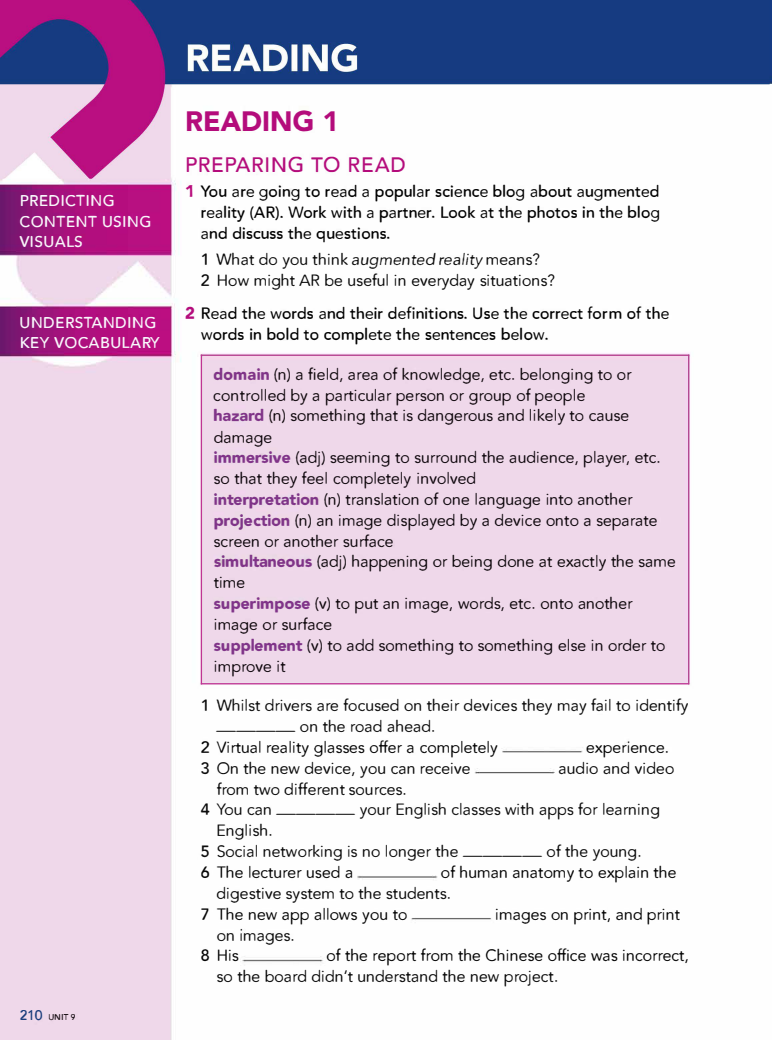 READING
READING 1
PREPARING TO READ
PREDICTING
CONTENT USING
VISUALS
1 You are going to read a popular science blog about augmented
reality (AR). Work with a partner. Look at the photos in the blog
and discuss the questions.
1 What do you think augmented reality means?
2 How might AR be useful in everyday situations?
UNDERSTANDING
KEY VOCABULARY
2 Read the words and their definitions. Use the correct form of the
words in bold to complete the sentences below.
domain (n) a field, area of knowledge, etc. belonging to or
controlled by a particular person or group of people
hazard (n) something that is dangerous and likely to cause
damage
immersive (adj) seeming to surround the audience, player, etc.
so that they feel completely involved
interpretation (n) translation of one language into another
projection (n) an image displayed by a device onto a separate
screen or another surface
simultaneous (adj) happening or being done at exactly the same
time
superimpose (v) to put an image, words, etc. onto another
image or surface
supplement (v) to add something to something else in order to
improve it
1 Whilst drivers are focused on their devices they may fail to identify
_________ on the road ahead.
2 Virtual reality glasses offer a completely _________ experience.
3 On the new device, you can receive _________ audio and video
from two different sources.
4 You can _________ your English classes with apps for learning
English.
5 Social networking is no longer the _________ of the young.
6 The lecturer used a _________ of human anatomy to explain the
digestive system to the students.
7 The new app allows you to _________ images on print, and print
on images.
8 His _________ of the report from the Chinese office was incorrect,
so the board didn't understand the new project.
210 UNIT 9